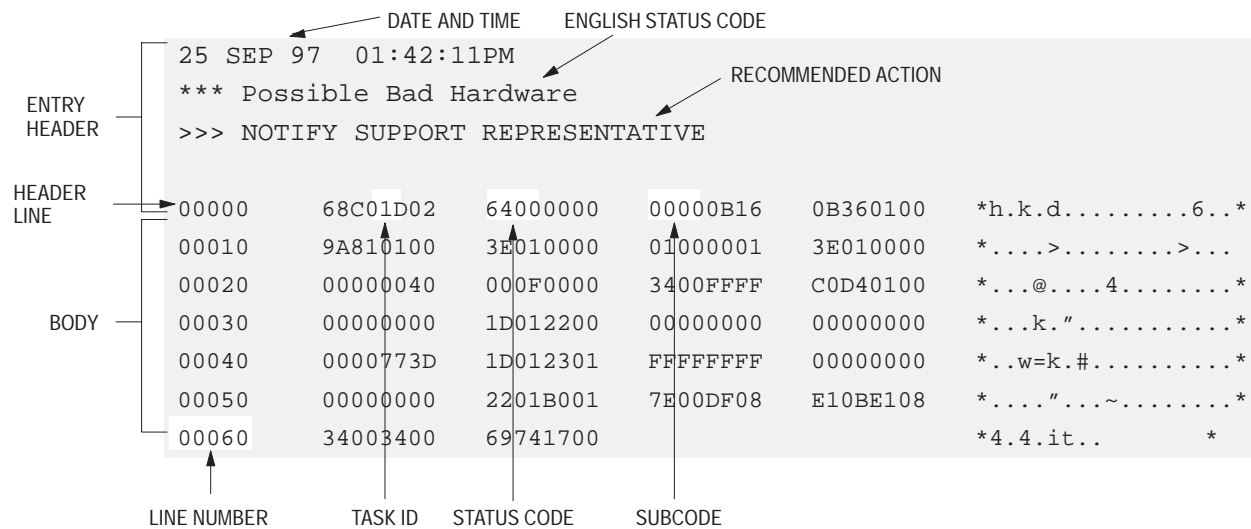 DATE AND TIME ENGLISH STATUS CODE
25 SEP 97 01:42:11PM
RECOMMENDED ACTION
*** Possible Bad Hardware
ENTRY HEADER
>>> NOTIFY SUPPORT REPRESENTATIVE
HEADER LINE
00000 68C01D02 64000000 00000B16 0B360100 *h.k.d.........6..*
00010 9A810100 3E010000 01000001 3E010000 *....>........>...
00020 00000040 000F0000 3400FFFF C0D40100 *...@....4........*
BODY
00030 00000000 1D012200 00000000 00000000 *...k."...........*
00040 0000773D 1D012301 FFFFFFFF 00000000 *..w=k.#..........*
00050 00000000 2201B001 7E00DF08 E10BE108 *...."...~........*
00060 34003400 69741700 *4.4.it.. *
LINE NUMBER TASK ID STATUS CODE SUBCODE